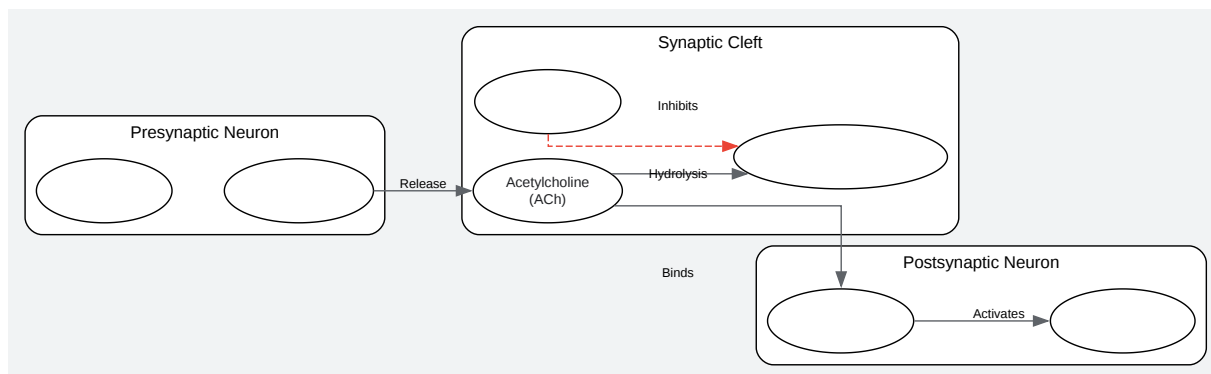 Synaptic Cleft
Inhibits
Presynaptic Neuron
Release
Acetylcholine
(ACh)
Hydrolysis
Binds
Postsynaptic Neuron
Activates